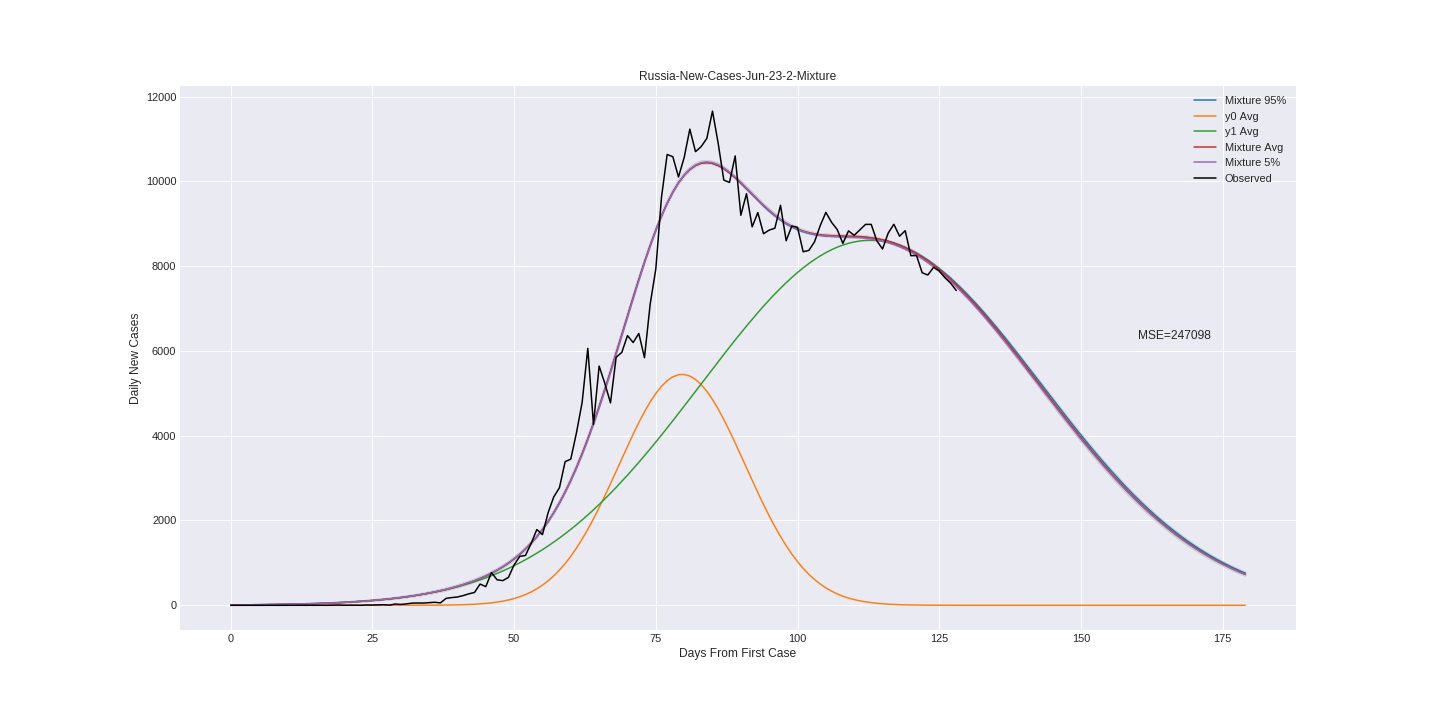 Russia-New-Cases-Jun-23-2-Mixture
12000
10000
8000
6000
4000
2000
0
Daily New Cases
Mixture 95%
y0 Avg
y1 Avg
Mixture Avg
Mixture 5%
Observed
MSE=247098
0 25 50 75 100 125 150 175
Days From First Case